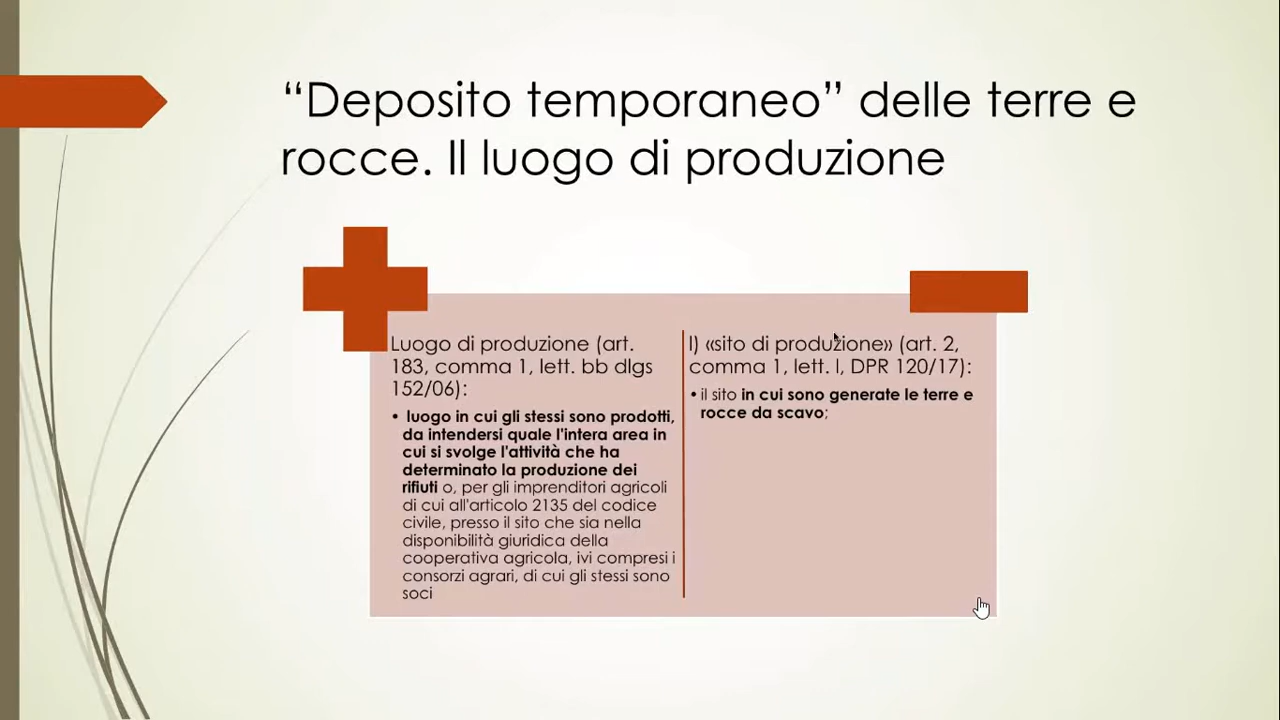 “Deposito temporaneo” delle terre e
rocce. Il luogo di produzione
Luogo di produzione (art.
183, comma 1, lett. bb dlgs
152/06):
• luogo in cui gli stessi sono prodotti,
da intendersi quale l'intera area in
cui si svolge l'attività che ha
determinato la produzione dei
rifiuti o, per gli imprenditori agricoli
di cui all'articolo 2135 del codice
civile, presso il sito che sia nella
disponibilità giuridica della
cooperativa agricola, ivi compresi i
consorzi agrari, di cui gli stessi sono
soci
l) «sito di produzione» (art. 2,
comma 1, lett. l, DPR 120/17):
• il sito in cui sono generate le terre e
rocce da scavo;